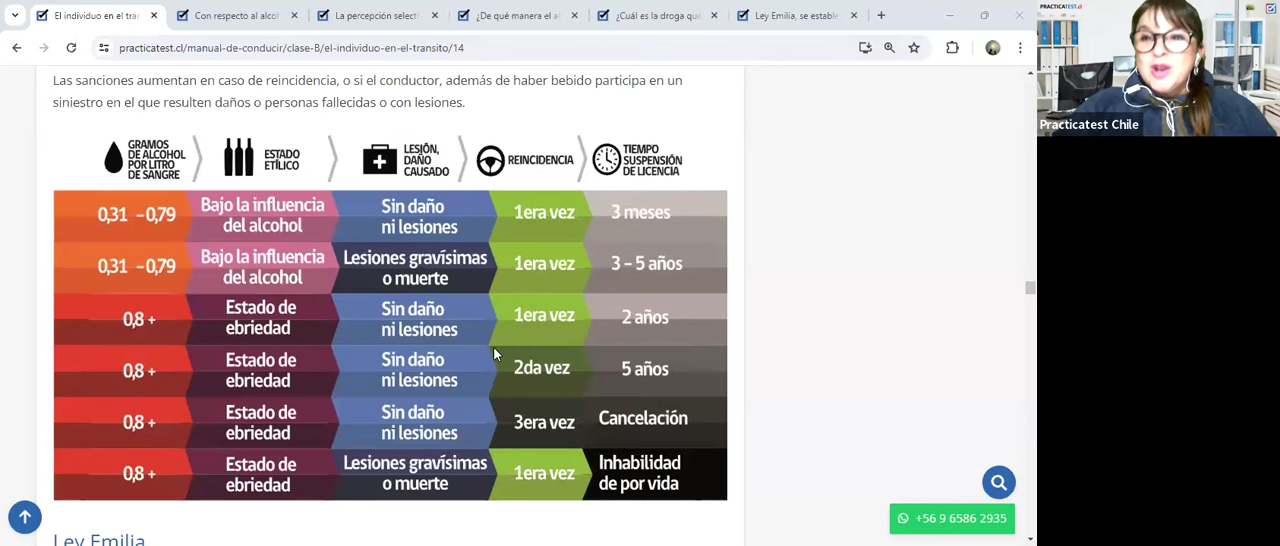 El individuo en el trán
Con respecto al alcoh
La percepción selecti
¿De qué manera el a
¿Cuál es la droga que
Ley Emilia, se estable
practicatest.cl/manual-de-conducir/clase-B/el-individuo-en-el-transito/14
PRACTICATEST.cl
Practicatest Chile
Las sanciones aumentan en caso de reincidencia, o si el conductor, además de haber bebido participa en un
siniestro en el que resulten daños o personas fallecidas o con lesiones.
GRAMOS
DE ALCOHOL
POR LITRO
DE SANGRE
ESTADO
ETÍLICO
LESIÓN,
DAÑO
CAUSADO
REINCIDENCIA
TIEMPO
SUSPENSIÓN
DE LICENCIA
0,31 – 0,79
Bajo la influencia
del alcohol
Sin daño
ni lesiones
1era vez
3 meses
0,31 – 0,79
Bajo la influencia
del alcohol
Lesiones gravísimas
o muerte
1era vez
3 – 5 años
0,8 +
Estado de
ebriedad
Sin daño
ni lesiones
1era vez
2 años
0,8 +
Estado de
ebriedad
Sin daño
ni lesiones
2da vez
5 años
0,8 +
Estado de
ebriedad
Sin daño
ni lesiones
3era vez
Cancelación
0,8 +
Estado de
ebriedad
Lesiones gravísimas
o muerte
1era vez
Inhabilidad
de por vida
+56 9 6586 2935
Ley Emilia